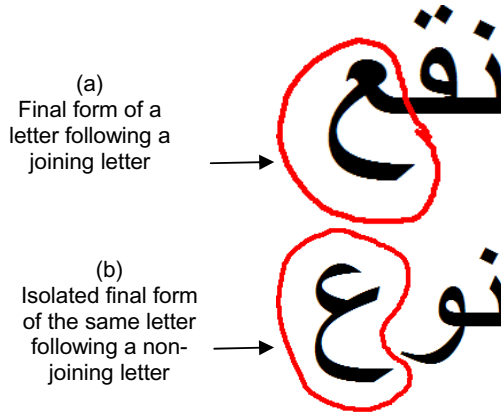 نقع
(a)
Final form of a
letter following a
joining letter
نوع
(b)
Isolated final form
of the same letter
following a non-
joining letter